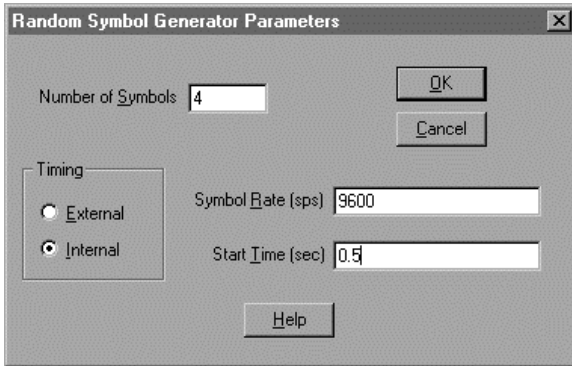 Random Symbol Generator Parameters
Number of Symbols 4
OK
Cancel
Timing
External
Internal
Symbol Rate (sps) 9600
Start Time (sec) 0.5
Help